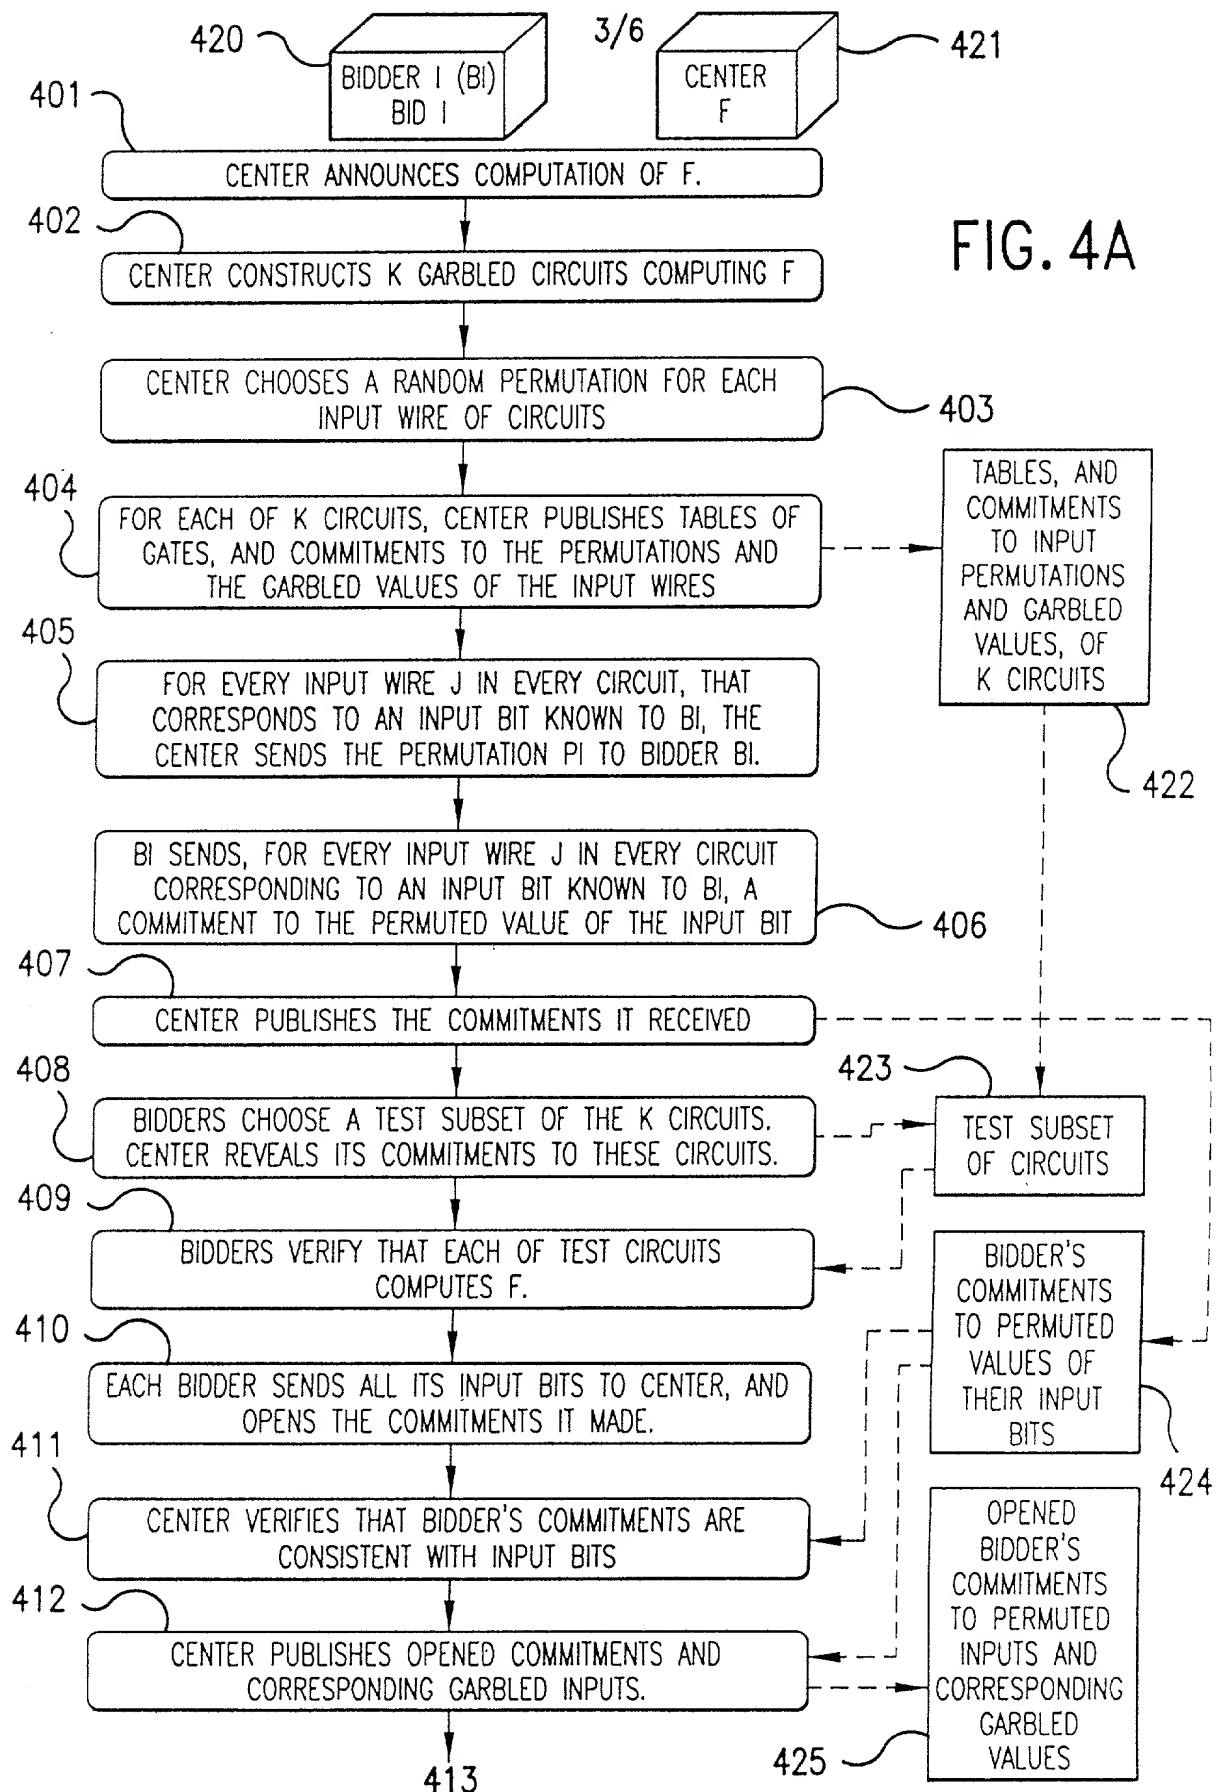 420
BIDDER I (BI)
BID I
3/6
CENTER
F
421
401
CENTER ANNOUNCES COMPUTATION OF F.
402
CENTER CONSTRUCTS K GARBLED CIRCUITS COMPUTING F
FIG. 4A
CENTER CHOOSES A RANDOM PERMUTATION FOR EACH
INPUT WIRE OF CIRCUITS
403
404
FOR EACH OF K CIRCUITS, CENTER PUBLISHES TABLES OF
GATES, AND COMMITMENTS TO THE PERMUTATIONS AND
THE GARBLED VALUES OF THE INPUT WIRES
TABLES, AND
COMMITMENTS
TO INPUT
PERMUTATIONS
AND GARBLED
VALUES, OF
K CIRCUITS
422
405
FOR EVERY INPUT WIRE J IN EVERY CIRCUIT, THAT
CORRESPONDS TO AN INPUT BIT KNOWN TO BI, THE
CENTER SENDS THE PERMUTATION PI TO BIDDER BI.
BI SENDS, FOR EVERY INPUT WIRE J IN EVERY CIRCUIT
CORRESPONDING TO AN INPUT BIT KNOWN TO BI, A
COMMITMENT TO THE PERMUTED VALUE OF THE INPUT BIT
406
407
CENTER PUBLISHES THE COMMITMENTS IT RECEIVED
408
BIDDERS CHOOSE A TEST SUBSET OF THE K CIRCUITS.
CENTER REVEALS ITS COMMITMENTS TO THESE CIRCUITS.
423
TEST SUBSET
OF CIRCUITS
409
BIDDERS VERIFY THAT EACH OF TEST CIRCUITS
COMPUTES F.
BIDDER'S
COMMITMENTS
TO PERMUTED
VALUES OF
THEIR INPUT
BITS
424
410
EACH BIDDER SENDS ALL ITS INPUT BITS TO CENTER, AND
OPENS THE COMMITMENTS IT MADE.
411
CENTER VERIFIES THAT BIDDER'S COMMITMENTS ARE
CONSISTENT WITH INPUT BITS
412
CENTER PUBLISHES OPENED COMMITMENTS AND
CORRESPONDING GARBLED INPUTS.
OPENED
BIDDER'S
COMMITMENTS
TO PERMUTED
INPUTS AND
CORRESPONDING
GARBLED
VALUES
425
413